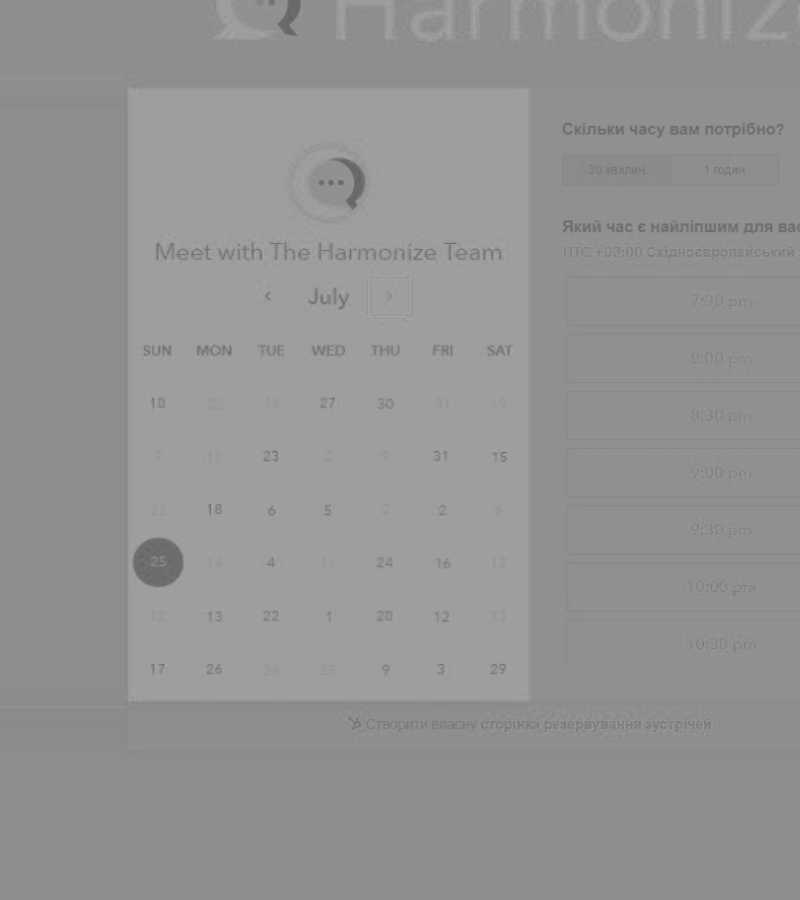 Harmoniz
Meet with The Harmonize Team
July
SUN MON TUE WED THU FRI SAT
10 22 16 27 30 31 19
7 11 23 2 9 31 15
22 18 6 5 2 2 6
25 14 4 11 24 16 12
12 13 22 1 20 12 13
17 26 26 25 9 3 29
Скільки часу вам потрібно?
30 хвилин 1 годин
Який час є найліпшим для вас
UTC +03:00 Східноєвропейський
7:30 pm
8:00 pm
8:30 pm
9:00 pm
9:30 pm
10:00 pm
10:30 pm
Створити власну сторінка резервування зустрічей